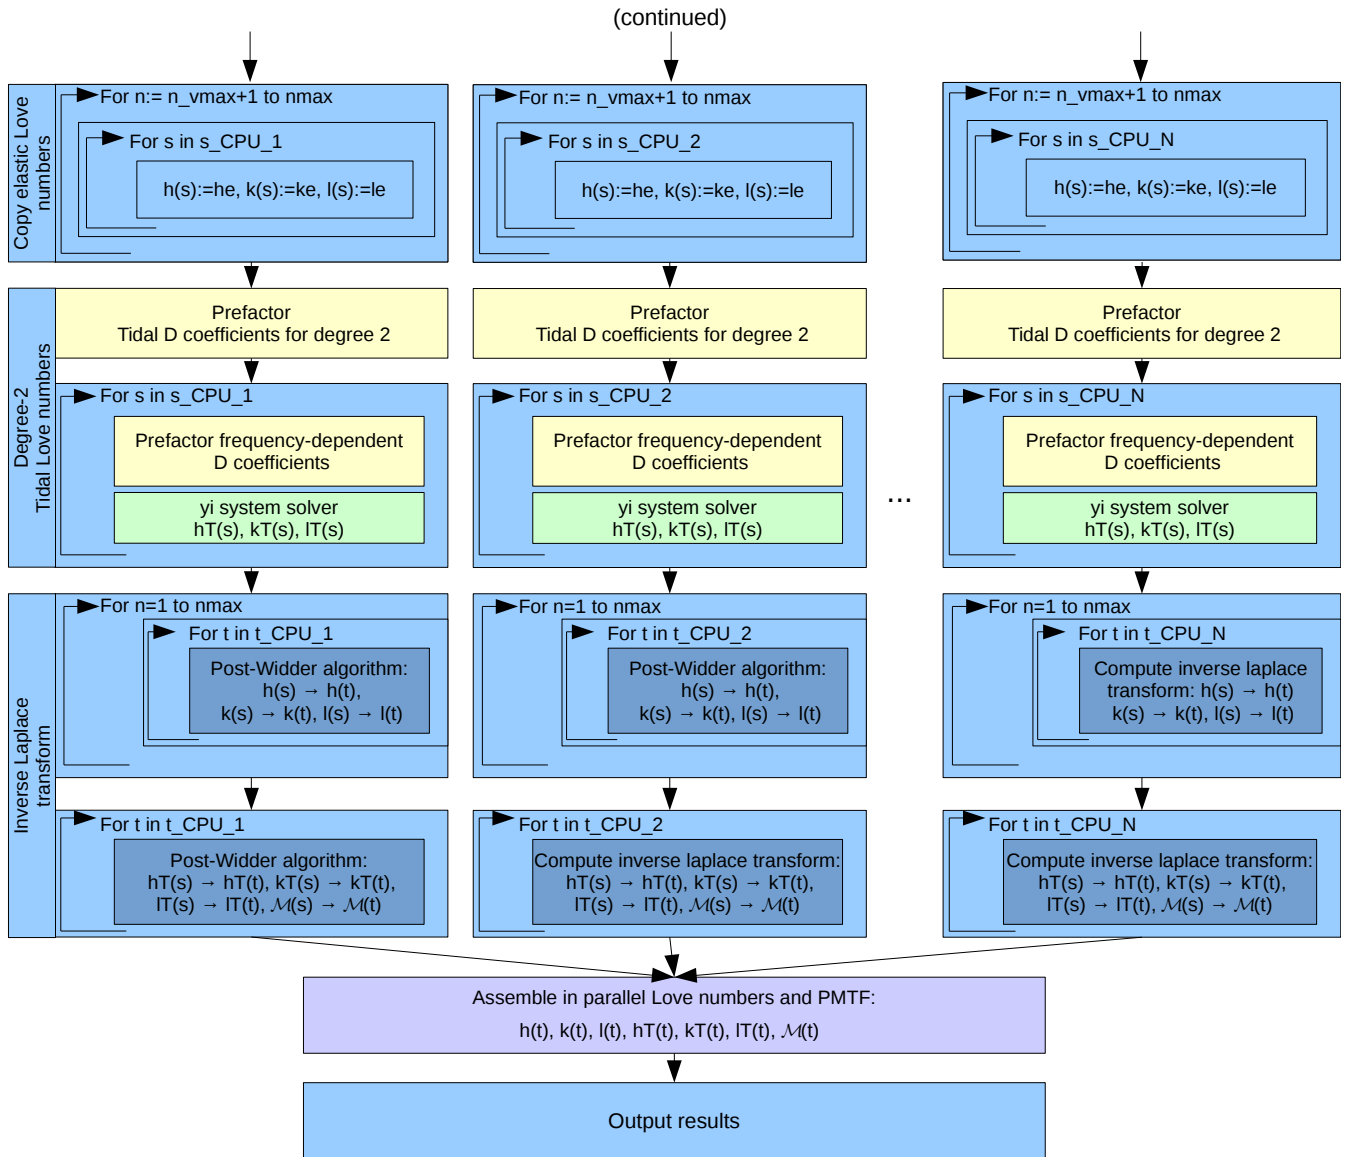 (continued)
Copy elastic Love
numbers
For n:= n_vmax+1 to nmax
For s in s_CPU_1
h(s):=he, k(s):=ke, l(s):=le
For n:= n_vmax+1 to nmax
For s in s_CPU_2
h(s):=he, k(s):=ke, l(s):=le
For n:= n_vmax+1 to nmax
For s in s_CPU_N
h(s):=he, k(s):=ke, l(s):=le
Degree-2
Tidal Love numbers
Prefactor
Tidal D coefficients for degree 2
Prefactor
Tidal D coefficients for degree 2
Prefactor
Tidal D coefficients for degree 2
For s in s_CPU_1
Prefactor frequency-dependent
D coefficients
yi system solver
hT(s), kT(s), lT(s)
For s in s_CPU_2
Prefactor frequency-dependent
D coefficients
yi system solver
hT(s), kT(s), lT(s)
...
For s in s_CPU_N
Prefactor frequency-dependent
D coefficients
yi system solver
hT(s), kT(s), lT(s)
Inverse Laplace
transform
For n=1 to nmax
For t in t_CPU_1
Post-Widder algorithm:
h(s) → h(t),
k(s) → k(t), l(s) → l(t)
For n=1 to nmax
For t in t_CPU_2
Post-Widder algorithm:
h(s) → h(t),
k(s) → k(t), l(s) → l(t)
For n=1 to nmax
For t in t_CPU_N
Compute inverse laplace
transform: h(s) → h(t)
k(s) → k(t), l(s) → l(t)
For t in t_CPU_1
Post-Widder algorithm:
hT(s) → hT(t), kT(s) → kT(t),
lT(s) → lT(t), ℳ(s) → ℳ(t)
For t in t_CPU_2
Compute inverse laplace transform:
hT(s) → hT(t), kT(s) → kT(t),
lT(s) → lT(t), ℳ(s) → ℳ(t)
For t in t_CPU_N
Compute inverse laplace transform:
hT(s) → hT(t), kT(s) → kT(t),
lT(s) → lT(t), ℳ(s) → ℳ(t)
Assemble in parallel Love numbers and PMTF:
h(t), k(t), l(t), hT(t), kT(t), lT(t), ℳ(t)
Output results